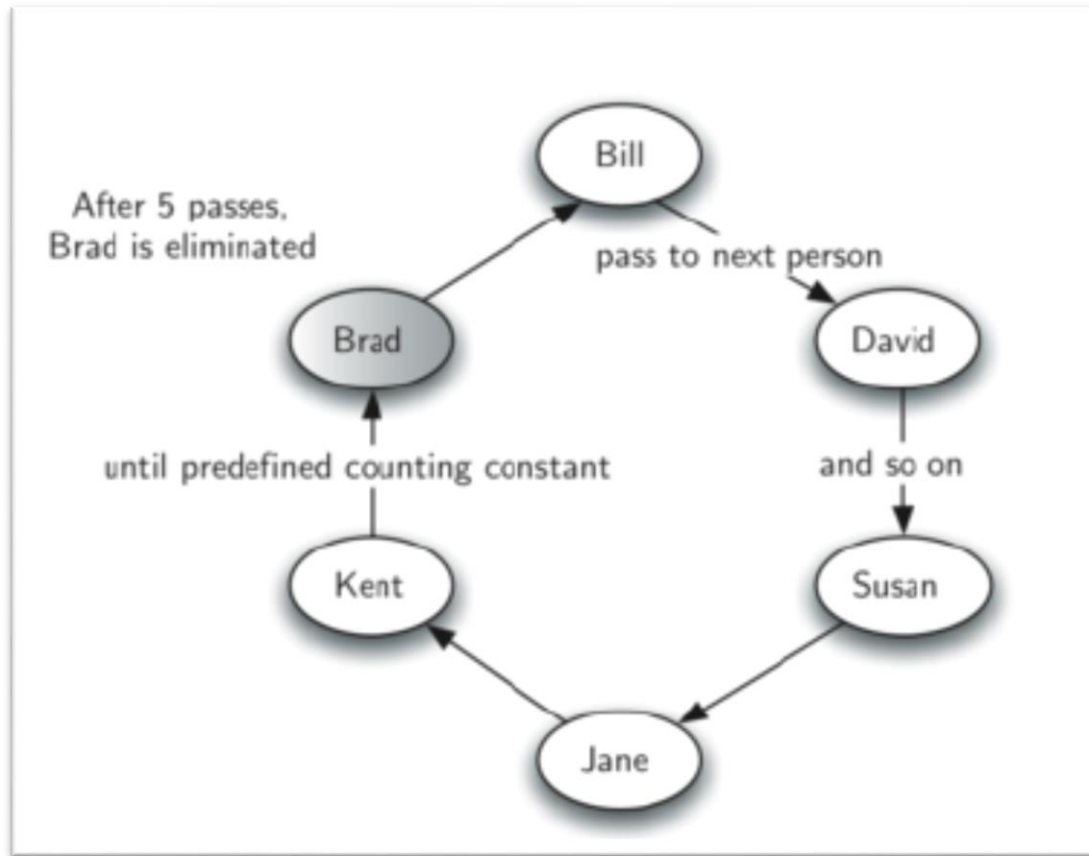 Bill
After 5 passes,
Brad is eliminated
pass to next person
Brad
David
until predefined counting constant
and so on
Kent
Susan
Jane